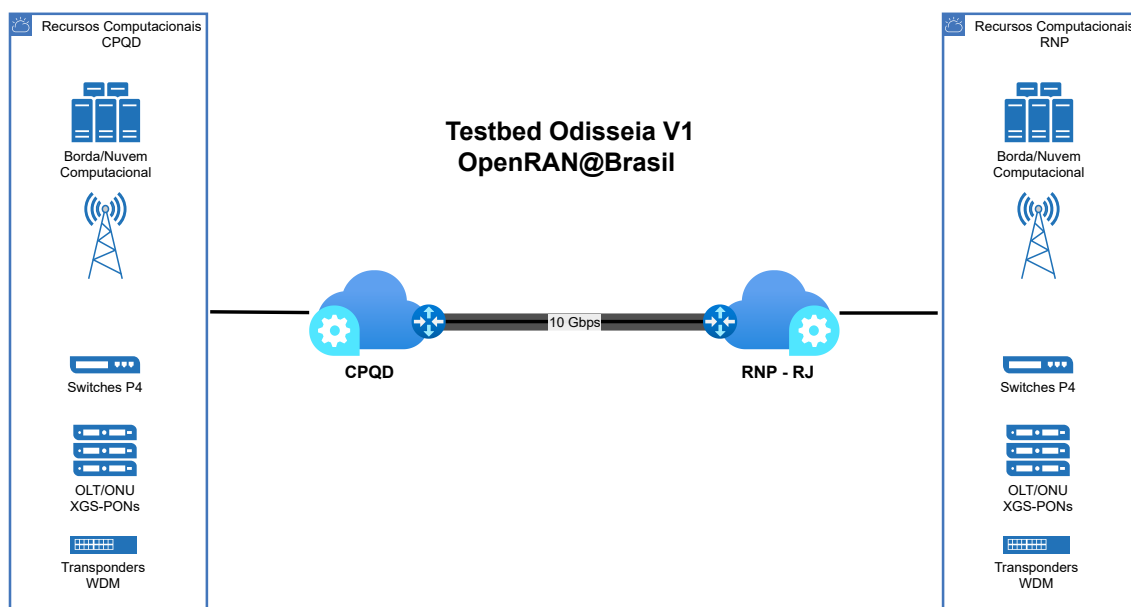 Recursos Computacionais
CPQD
Borda/Nuvem
Computacional
Switches P4
OLT/ONU
XGS-PONs
Transponders
WDM
Testbed Odisseia V1
OpenRAN@Brasil
10 Gbps
CPQD
RNP - RJ
Recursos Computacionais
RNP
Borda/Nuvem
Computacional
Switches P4
OLT/ONU
XGS-PONs
Transponders
WDM